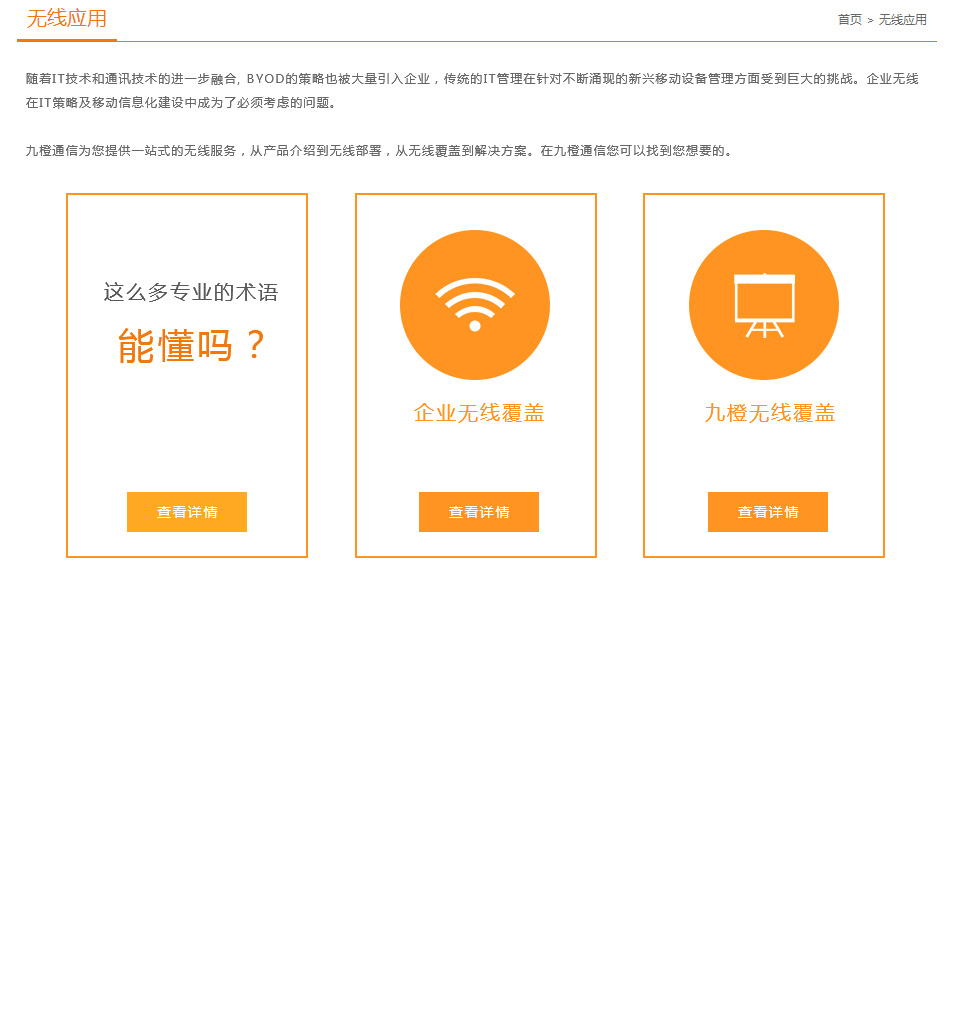 无线应用
首页 > 无线应用
随着IT技术和通讯技术的进一步融合, BYOD的策略也被大量引入企业，传统的IT管理在针对不断涌现的新兴移动设备管理方面受到巨大的挑战。企业无线
在IT策略及移动信息化建设中成为了必须考虑的问题。
九橙通信为您提供一站式的无线服务，从产品介绍到无线部署，从无线覆盖到解决方案。在九橙通信您可以找到您想要的。
这么多专业的术语
能懂吗？
查看详情
企业无线覆盖
查看详情
九橙无线覆盖
查看详情